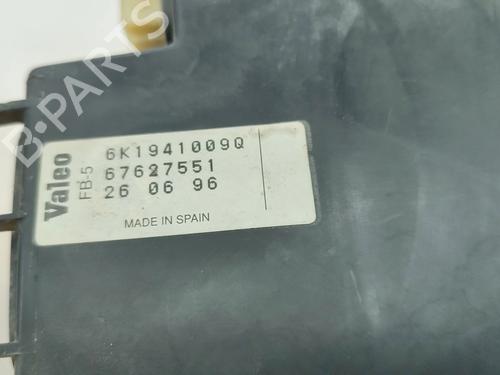 B-PARTS
Valeo
FB-5
6K1941009Q
67627551
26 06 96
MADE IN SPAIN